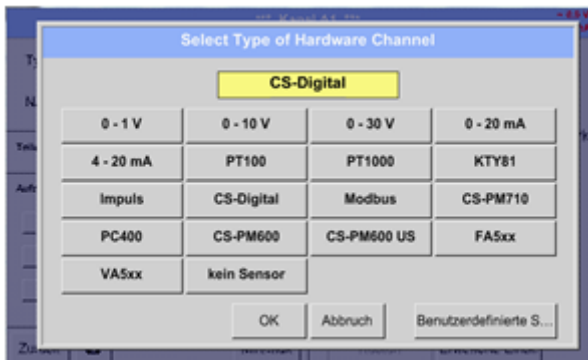 *** Kanal A1 ***
Select Type of Hardware Channel
CS-Digital
0 - 1 V 0 - 10 V 0 - 30 V 0 - 20 mA
4 - 20 mA PT100 PT1000 KTY81
Impuls CS-Digital Modbus CS-PM710
PC400 CS-PM600 CS-PM600 US FA5xx
VA5xx kein Sensor
OK Abbruch Benutzerdefinierte S...